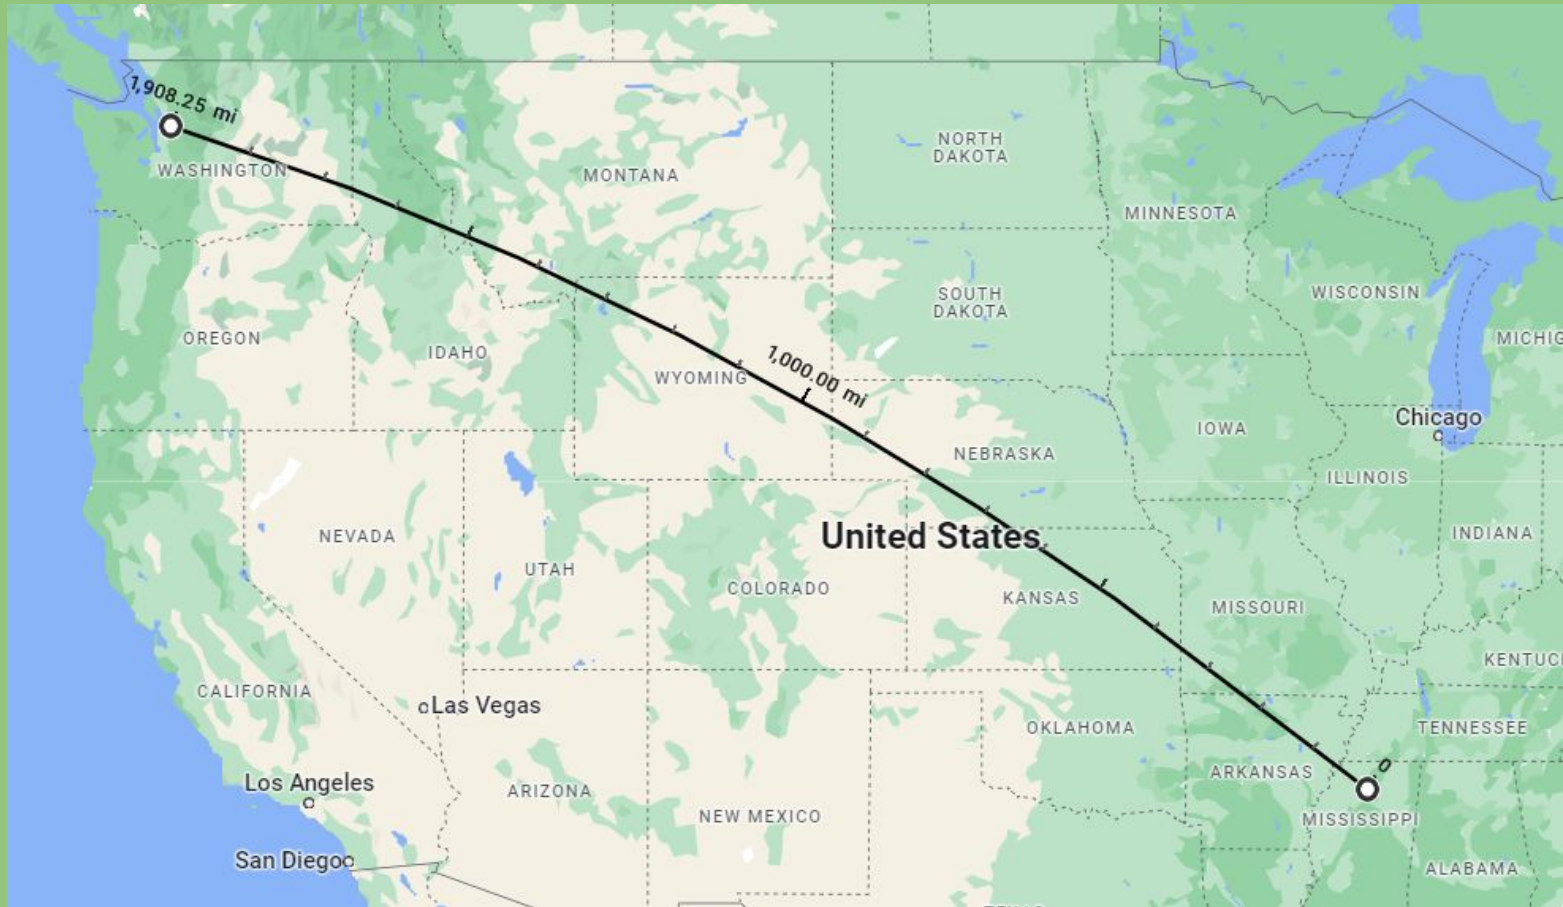 1,908.25 mi
WASHINGTON
MONTANA
NORTH
DAKOTA
MINNESOTA
SOUTH
DAKOTA
WISCONSIN
MICHIG
OREGON
IDAHO
WYOMING
1,000.00 mi
Chicago
IOWA
NEBRASKA
ILLINOIS
United States
NEVADA
INDIANA
UTAH
COLORADO
KANSAS
MISSOURI
KENTUC
CALIFORNIA
Las Vegas
OKLAHOMA
TENNESSEE
Los Angeles
ARIZONA
ARKANSAS
0
NEW MEXICO
MISSISSIPPI
San Diego
ALABAMA